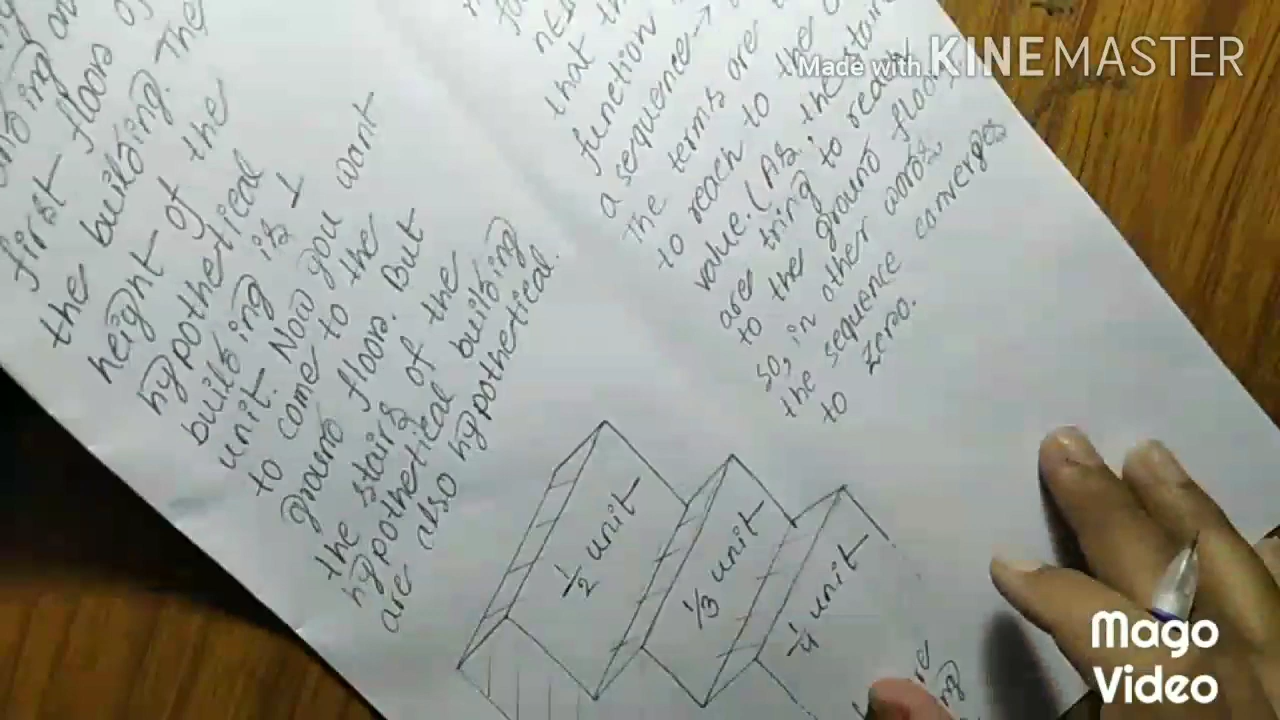 first floors of
the building. The
height of the
hypothetical
building is 1
unit. Now you want
to come to the
ground floor. But
the stairs of the
hypothetical building
are also hypothetical.
that
function
a sequence→
The terms are
to reach to the
value. (As, the staire
are tring to reach
to the ground floor
so, in other words,
the sequence converges
to zero.
1/2 unit
1/3 unit
1/4 unit
Made with KINEMASTER
Mago
Video